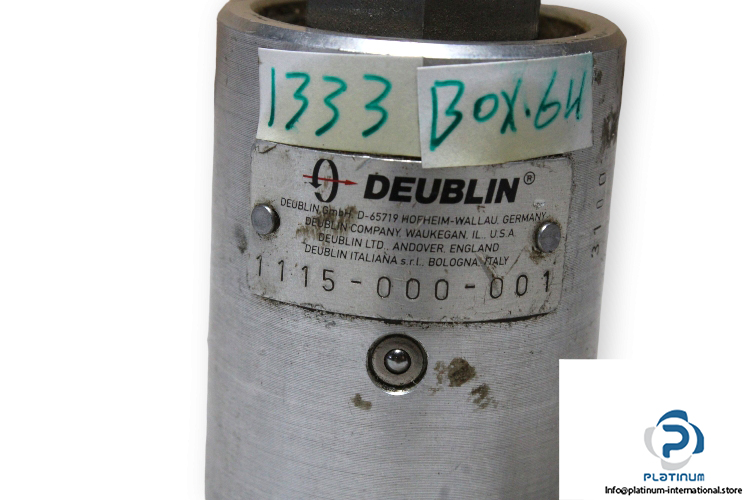 1333 BOX.64
DEUBLIN®
DEUBLIN GmbH, D-65719 HOFHEIM-WALLAU, GERMANY
DEUBLIN COMPANY, WAUKEGAN, IL., U.S.A.
DEUBLIN LTD., ANDOVER, ENGLAND
DEUBLIN ITALIANA s.r.l., BOLOGNA, ITALY
1115-000-001
3100
PLATINUM
Info@platinum-international.store